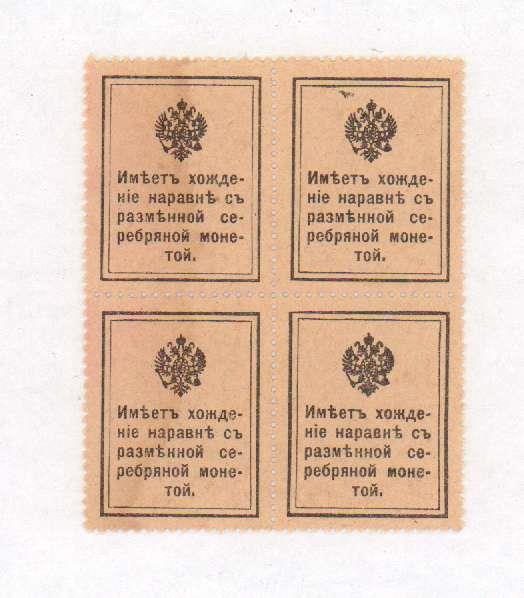 Имѣетъ хожде-
ніе наравнѣ съ
размѣнной се-
ребряной моне-
той.
Имѣетъ хожде-
ніе наравнѣ съ
размѣнной се-
ребряной моне-
той.
Имѣетъ хожде-
ніе наравнѣ съ
размѣнной се-
ребряной моне-
той.
Имѣетъ хожде-
ніе наравнѣ съ
размѣнной се-
ребряной моне-
той.